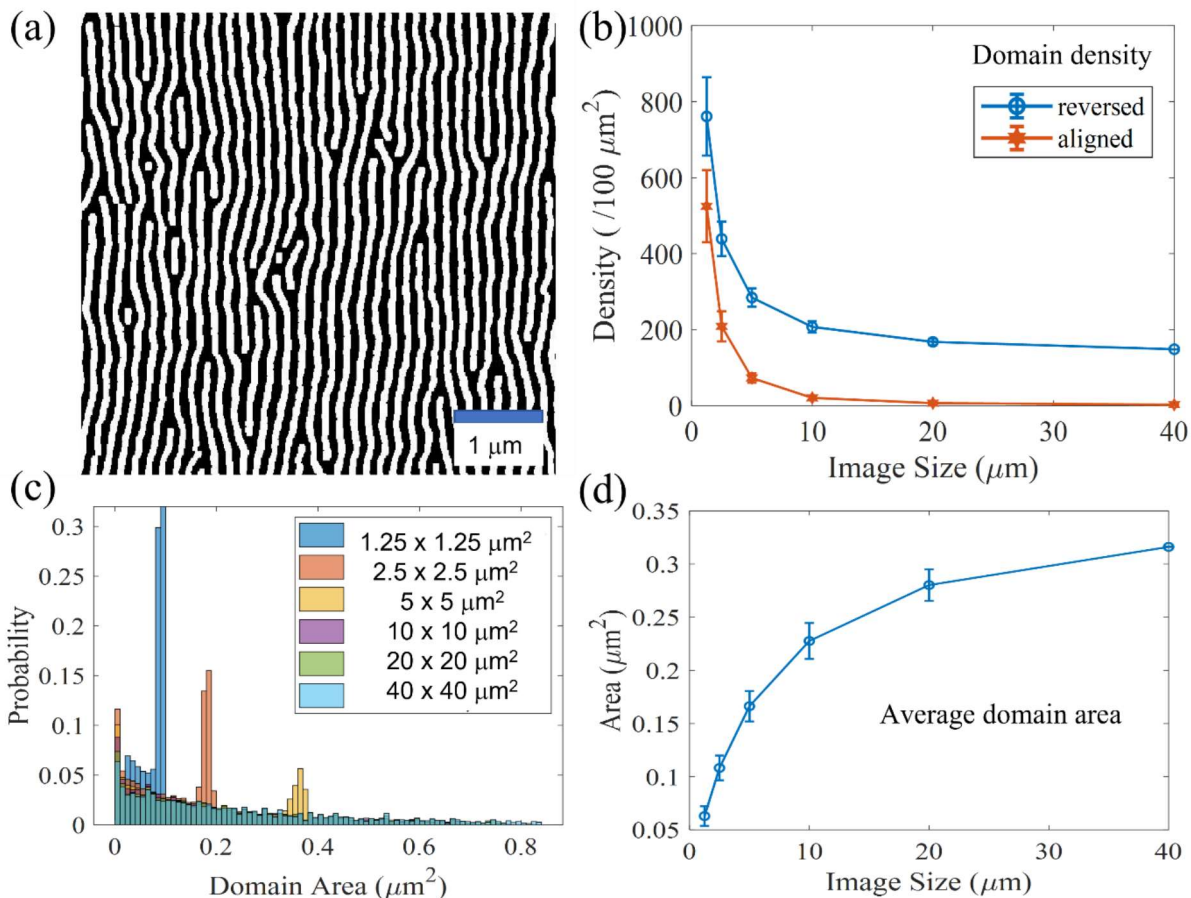 (a)
1 μm
(b)
1000
800
600
400
200
0
Density ( /100 μm²)
Domain density
reversed
aligned
0 10 20 30 40
Image Size (μm)
(c)
0.3
0.25
0.2
0.15
0.1
0.05
0
Probability
1.25 x 1.25 μm²
2.5 x 2.5 μm²
5 x 5 μm²
10 x 10 μm²
20 x 20 μm²
40 x 40 μm²
0 0.2 0.4 0.6 0.8
Domain Area (μm²)
(d)
0.35
0.3
0.25
0.2
0.15
0.1
0.05
Area (μm²)
Average domain area
0 10 20 30 40
Image Size (μm)